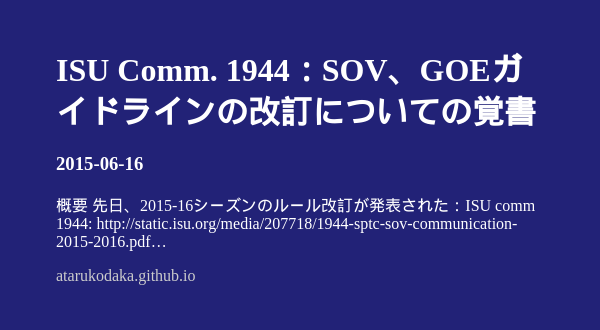 ISU Comm. 1944：SOV、GOEガ
イドラインの改訂についての覚書
2015-06-16
概要 先日、2015-16シーズンのルール改訂が発表された：ISU comm
1944: http://static.isu.org/media/207718/1944-sptc-sov-communication-
2015-2016.pdf…
atarukodaka.github.io